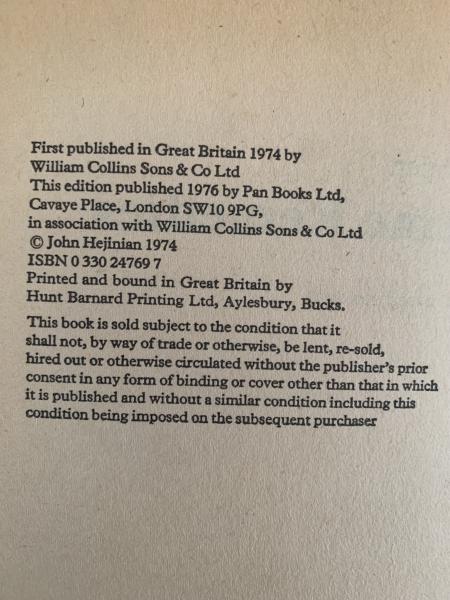 First published in Great Britain 1974 by
William Collins Sons & Co Ltd
This edition published 1976 by Pan Books Ltd,
Cavaye Place, London SW10 9PG,
in association with William Collins Sons & Co Ltd
© John Hejinian 1974
ISBN 0 330 24769 7
Printed and bound in Great Britain by
Hunt Barnard Printing Ltd, Aylesbury, Bucks.
This book is sold subject to the condition that it
shall not, by way of trade or otherwise, be lent, re-sold,
hired out or otherwise circulated without the publisher's prior
consent in any form of binding or cover other than that in which
it is published and without a similar condition including this
condition being imposed on the subsequent purchaser